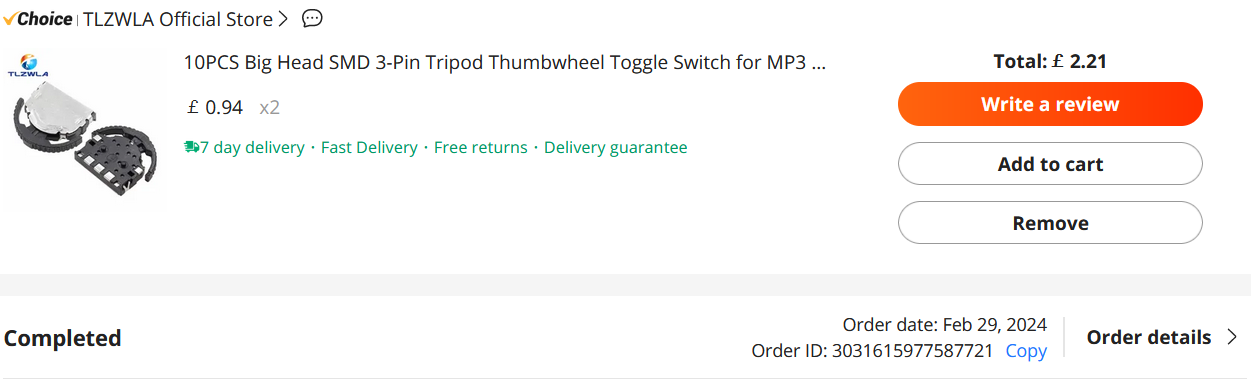 Choice | TLZWLA Official Store >
TLZWLA
10PCS Big Head SMD 3-Pin Tripod Thumbwheel Toggle Switch for MP3 ...
£ 0.94 x2
7 day delivery · Fast Delivery · Free returns · Delivery guarantee
Total: £ 2.21
Write a review
Add to cart
Remove
Completed
Order date: Feb 29, 2024
Order ID: 3031615977587721 Copy
Order details >